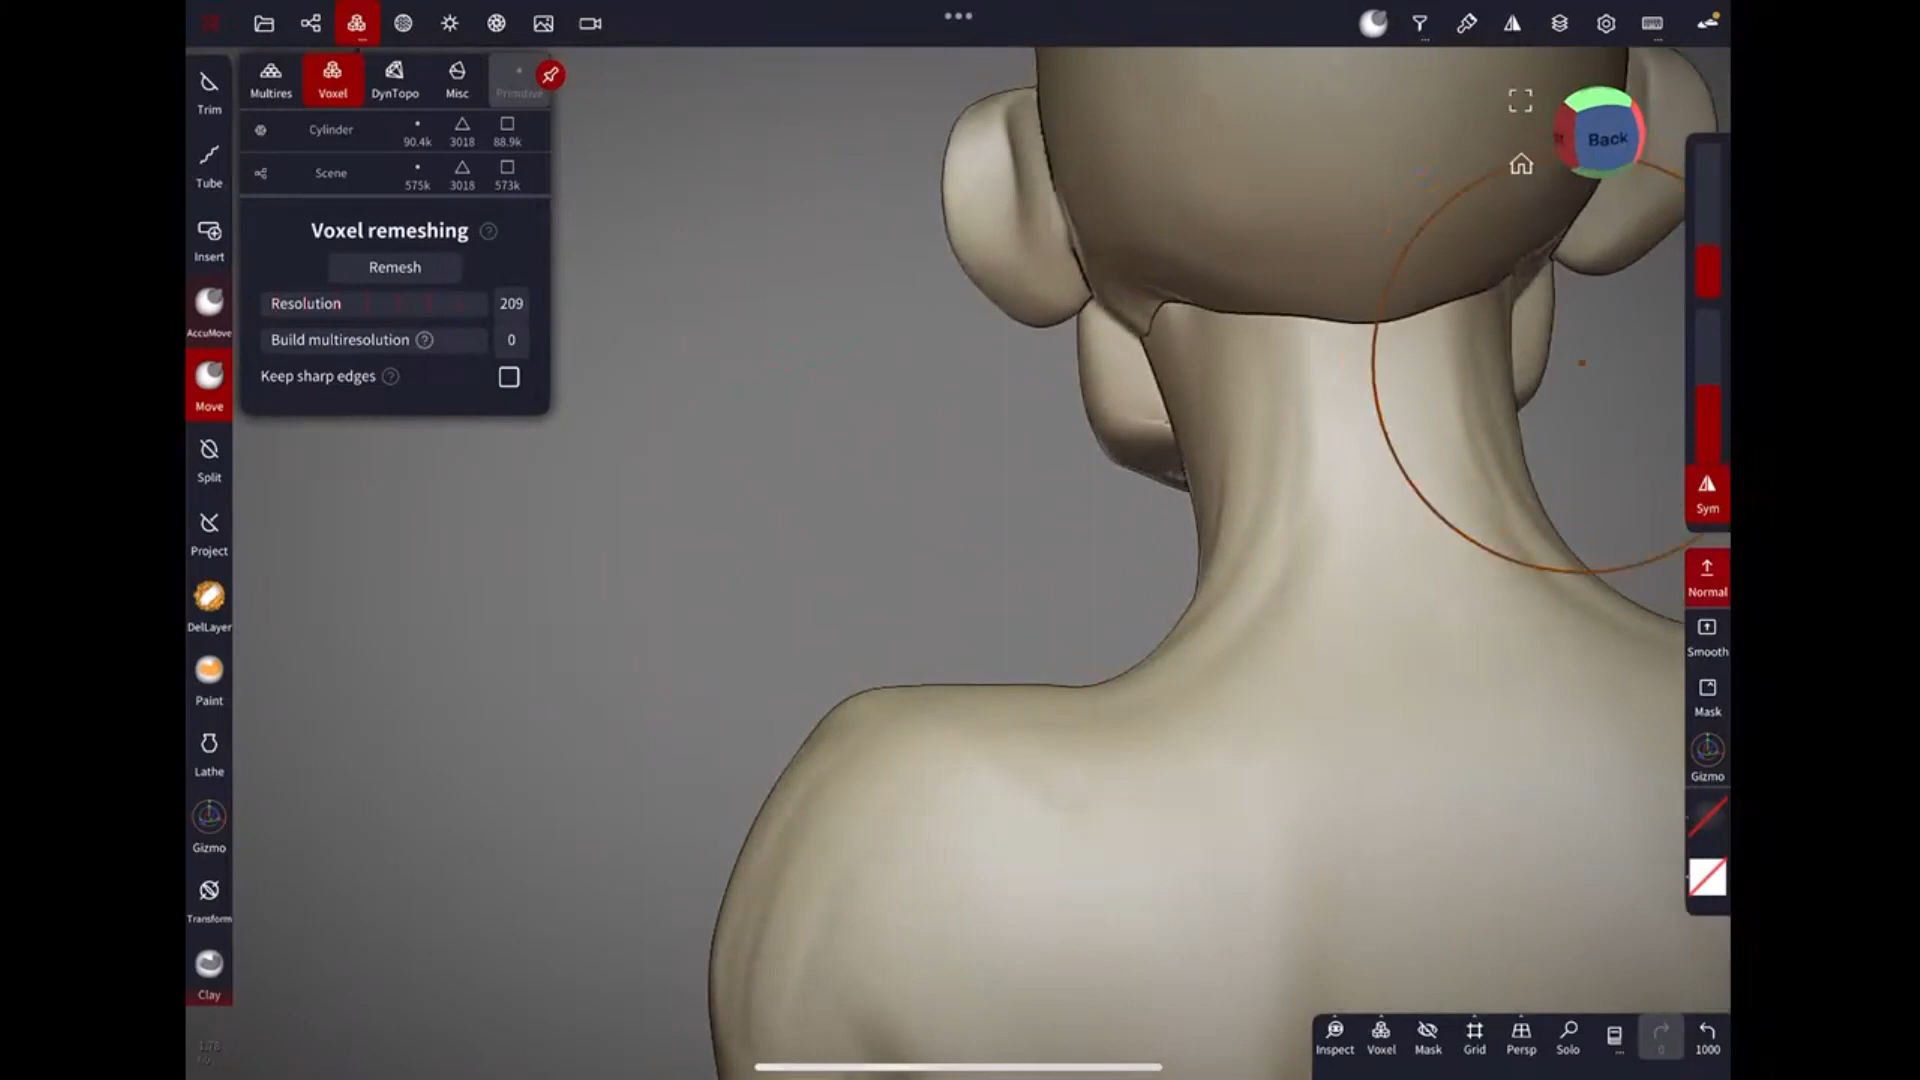 Trim
Tube
Insert
AccuMove
Move
Split
Project
DelLayer
Paint
Lathe
Gizmo
Transform
Clay
Multires
Voxel
DynTopo
Misc
Primitive
Cylinder
90.4k
3018
88.9k
Scene
575k
3018
573k
Voxel remeshing ?
Remesh
Resolution
209
Build multiresolution ?
0
Keep sharp edges ?
Back
Sym
Normal
Smooth
Mask
Gizmo
Inspect
Voxel
Mask
Grid
Persp
Solo
0
1000